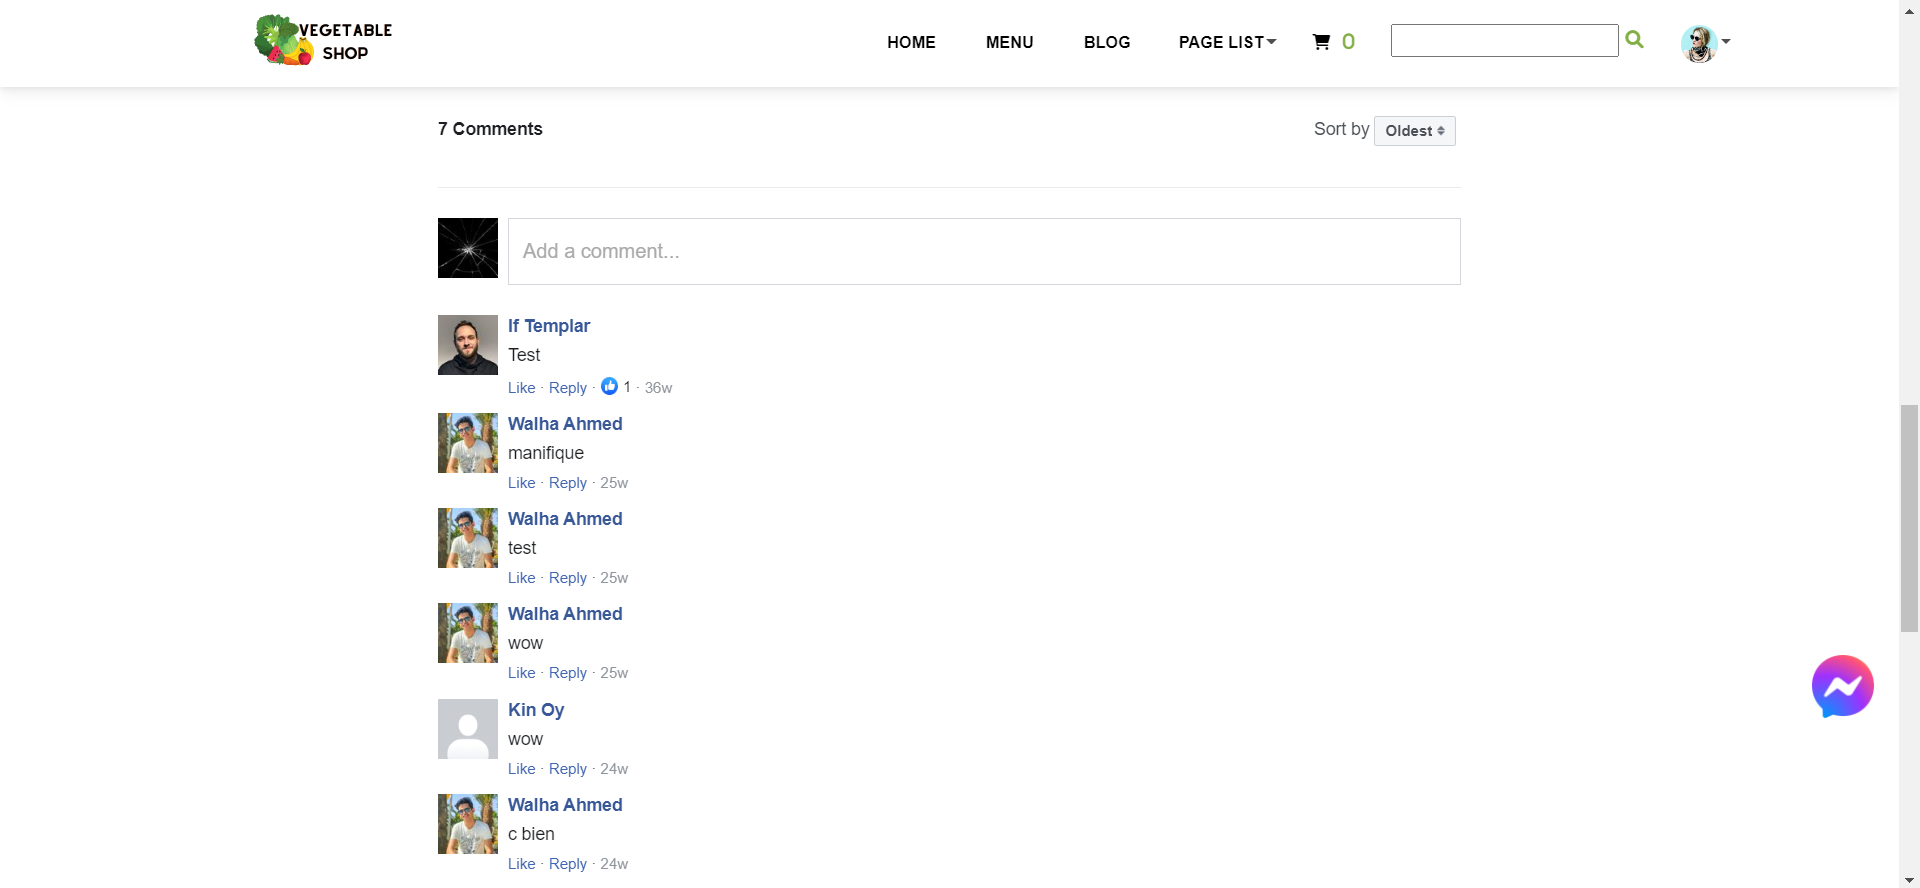 VEGETABLE
SHOP
HOME MENU BLOG PAGE LIST 0
7 Comments Sort by Oldest
Add a comment...
If Templar
Test
Like · Reply · 1 · 36w
Walha Ahmed
manifique
Like · Reply · 25w
Walha Ahmed
test
Like · Reply · 25w
Walha Ahmed
wow
Like · Reply · 25w
Kin Oy
wow
Like · Reply · 24w
Walha Ahmed
c bien
Like · Reply · 24w